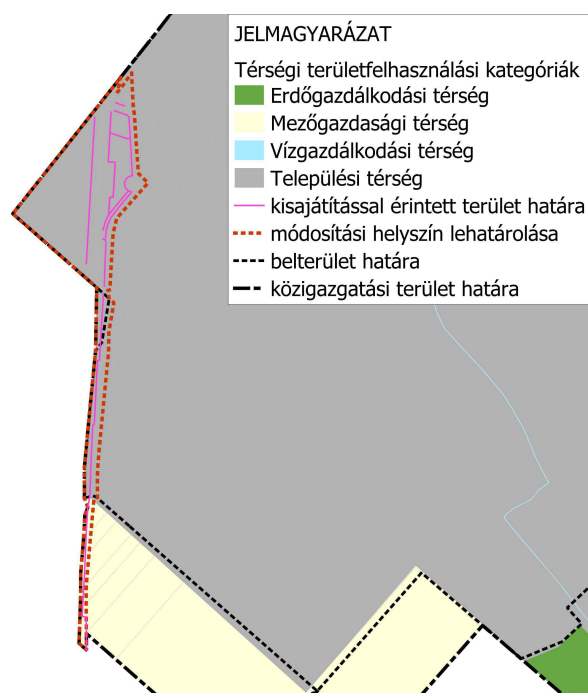 JELMAGYARÁZAT
Térségi területfelhasználási kategóriák
Erdőgazdálkodási térség
Mezőgazdasági térség
Vízgazdálkodási térség
Települési térség
kisajátítással érintett terület határa
módosítási helyszín lehatárolása
belterület határa
közigazgatási terület határa